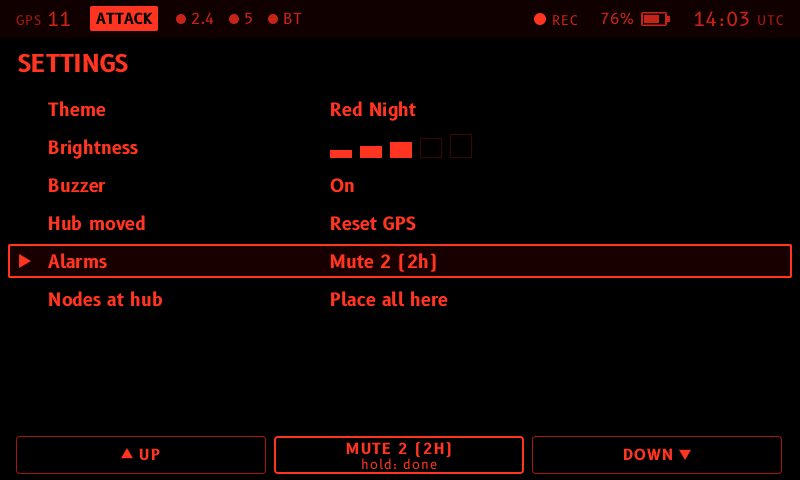 GPS 11 ATTACK 2.4 5 BT REC 76% 14:03 UTC
SETTINGS
Theme Red Night
Brightness
Buzzer On
Hub moved Reset GPS
Alarms Mute 2 (2h)
Nodes at hub Place all here
UP MUTE 2 (2H) DOWN
hold: done